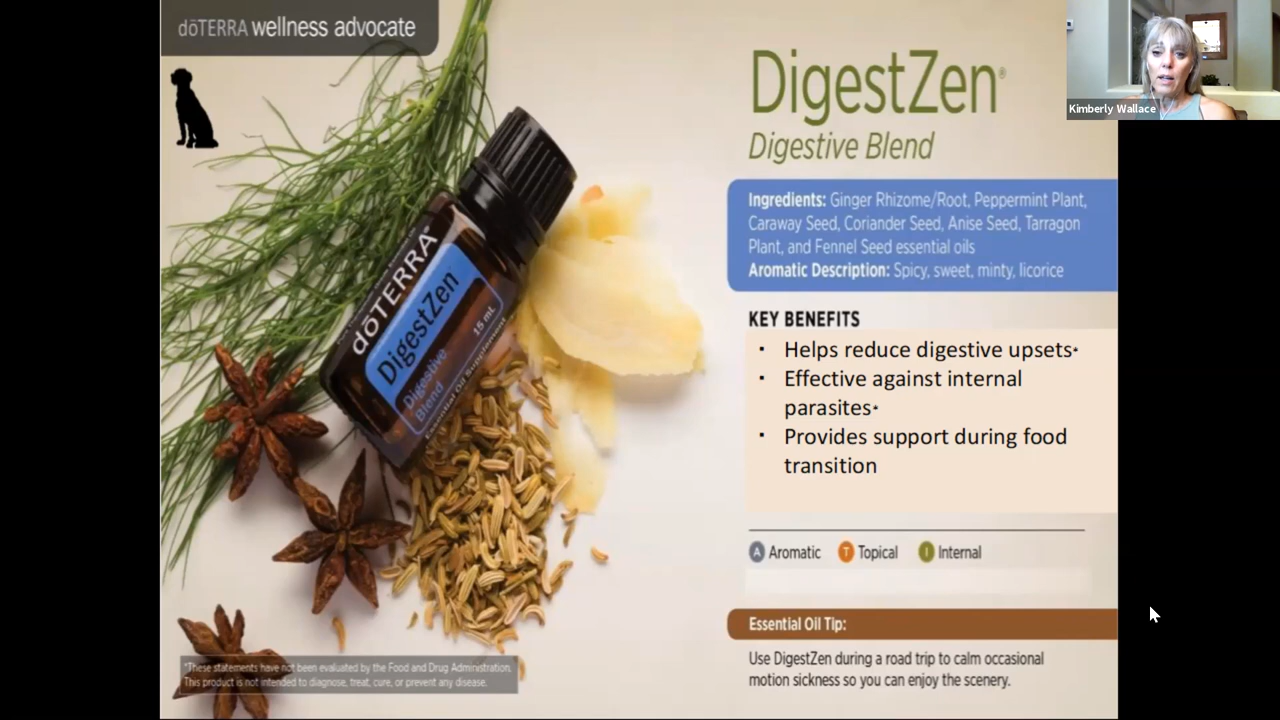 dōTERRA wellness advocate
DigestZen®
Digestive Blend
Kimberly Wallace
Ingredients: Ginger Rhizome/Root, Peppermint Plant,
Caraway Seed, Coriander Seed, Anise Seed, Tarragon
Plant, and Fennel Seed essential oils
Aromatic Description: Spicy, sweet, minty, licorice
dōTERRA®
DigestZen
Digestive
Blend
15 mL
Essential Oil Supplement
KEY BENEFITS
▪ Helps reduce digestive upsets*
▪ Effective against internal
parasites*
▪ Provides support during food
transition
A Aromatic T Topical I Internal
Essential Oil Tip:
Use DigestZen during a road trip to calm occasional
motion sickness so you can enjoy the scenery.
*These statements have not been evaluated by the Food and Drug Administration.
This product is not intended to diagnose, treat, cure, or prevent any disease.